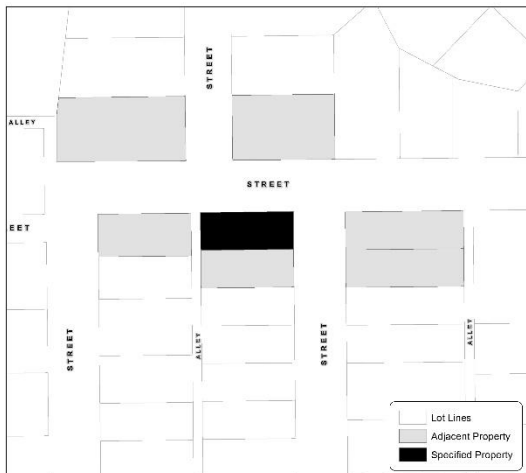 STREET
ALLEY
STREET
EET
STREET
ALLEY
STREET
ALLEY
Lot Lines
Adjacent Property
Specified Property